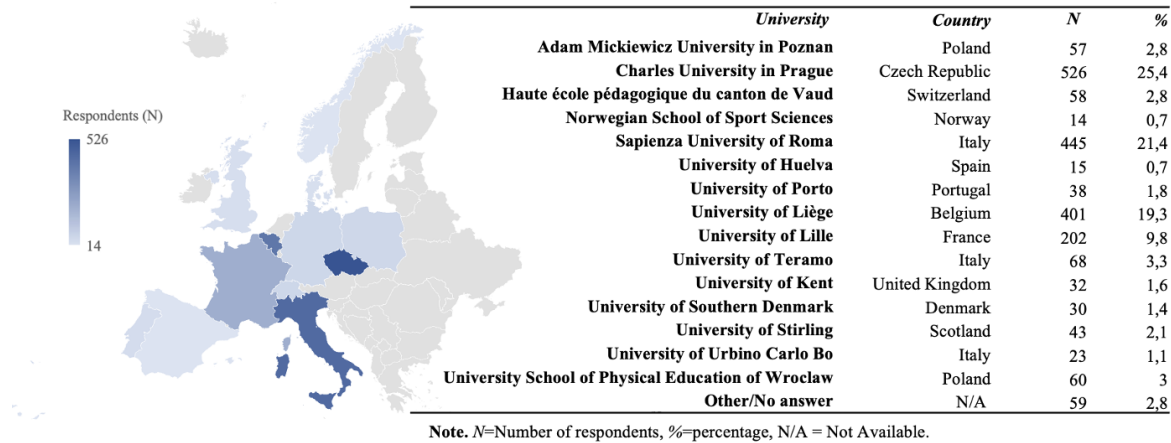 Respondents (N)
526
14
University Country N %
Adam Mickiewicz University in Poznan Poland 57 2,8
Charles University in Prague Czech Republic 526 25,4
Haute école pédagogique du canton de Vaud Switzerland 58 2,8
Norwegian School of Sport Sciences Norway 14 0,7
Sapienza University of Roma Italy 445 21,4
University of Huelva Spain 15 0,7
University of Porto Portugal 38 1,8
University of Liège Belgium 401 19,3
University of Lille France 202 9,8
University of Teramo Italy 68 3,3
University of Kent United Kingdom 32 1,6
University of Southern Denmark Denmark 30 1,4
University of Stirling Scotland 43 2,1
University of Urbino Carlo Bo Italy 23 1,1
University School of Physical Education of Wroclaw Poland 60 3
Other/No answer N/A 59 2,8
Note. N=Number of respondents, %=percentage, N/A = Not Available.